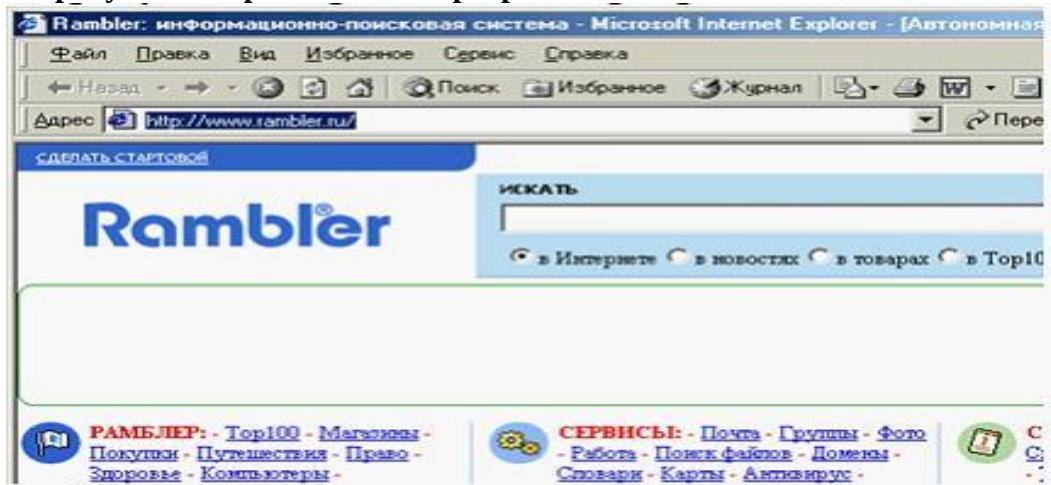 Rambler: информационно-поисковая система - Microsoft Internet Explorer - [Автономная
Файл Правка Вид Избранное Сервис Справка
Назад Поиск Избранное Журнал
Адрес http://www.rambler.ru/ Пере
СДЕЛАТЬ СТАРТОВОЙ
Rambler
ИСКАТЬ
в Интернете в новостях в товарах в Top10
РАМБЛЕР: - Top100 - Магазины -
Покупки - Путешествия - Право -
Здоровье - Компьютеры -
СЕРВИСЫ: - Почта - Группы - Фото
- Работа - Поиск файлов - Домены -
Словари - Карты - Антивирус -
С